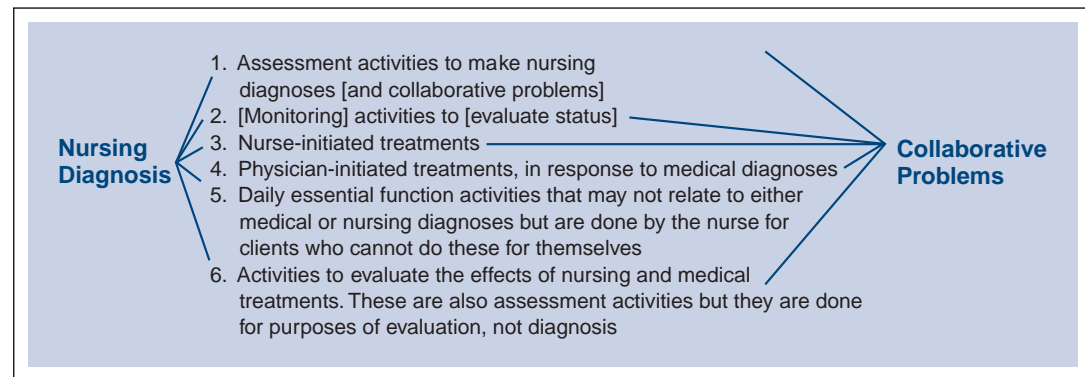 1. Assessment activities to make nursing
diagnoses [and collaborative problems]
2. [Monitoring] activities to [evaluate status]
Nursing
Diagnosis
3. Nurse-initiated treatments
4. Physician-initiated treatments, in response to medical diagnoses
5. Daily essential function activities that may not relate to either
medical or nursing diagnoses but are done by the nurse for
clients who cannot do these for themselves
6. Activities to evaluate the effects of nursing and medical
treatments. These are also assessment activities but they are done
for purposes of evaluation, not diagnosis
Collaborative
Problems